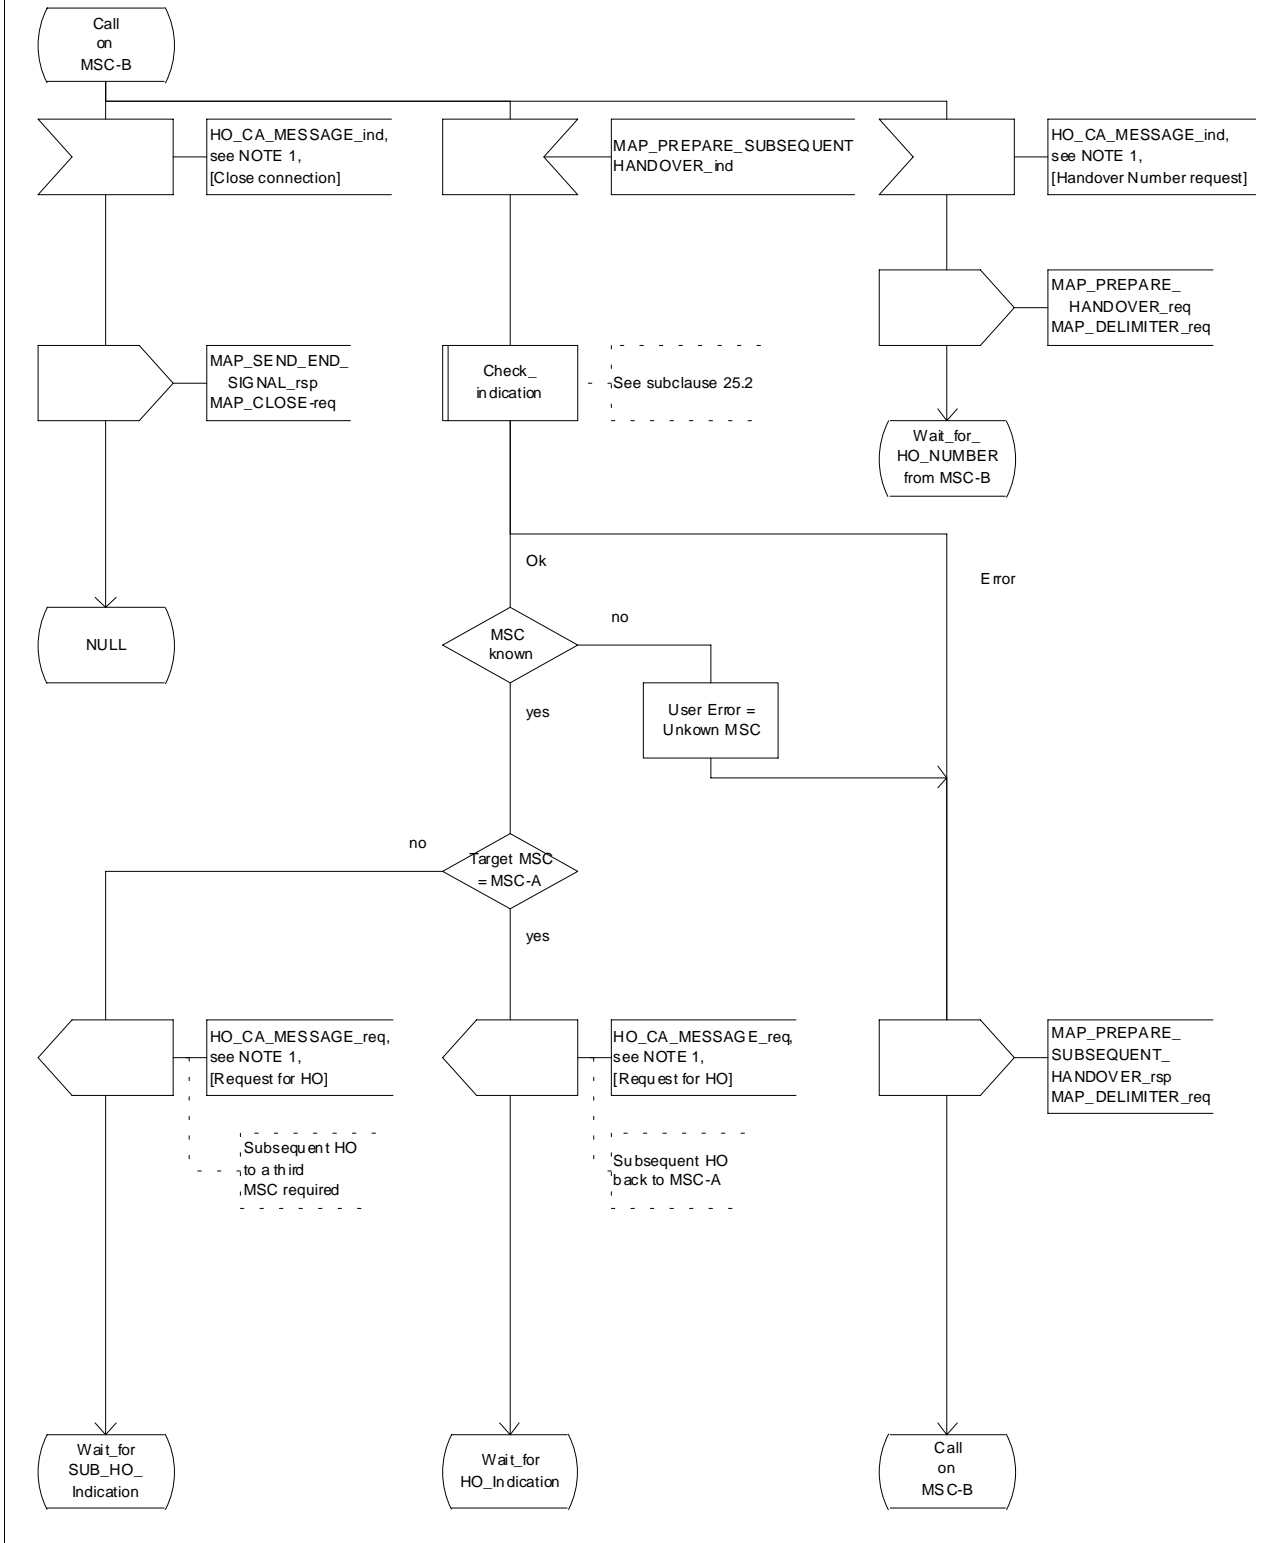 Call
on
MSC-B
HO_CA_MESSAGE_ind,
see NOTE 1,
[Close connection]
MAP_PREPARE_SUBSEQUENT
HANDOVER_ind
HO_CA_MESSAGE_ind,
see NOTE 1,
[Handover Number request]
MAP_PREPARE_
HANDOVER_req
MAP_DELIMITER_req
MAP_SEND_END_
SIGNAL_rsp
MAP_CLOSE-req
Check_
indication
See subclause 25.2
Wait_for_
HO_NUMBER
from MSC-B
Ok
Error
NULL
MSC
known
no
yes
User Error =
Unkown MSC
no
Target MSC
= MSC-A
yes
HO_CA_MESSAGE_req,
see NOTE 1,
[Request for HO]
HO_CA_MESSAGE_req,
see NOTE 1,
[Request for HO]
MAP_PREPARE_
SUBSEQUENT_
HANDOVER_rsp
MAP_DELIMITER_req
Subsequent HO
to a third
MSC required
Subsequent HO
back to MSC-A
Wait_for
SUB_HO_
Indication
Wait_for
HO_Indication
Call
on
MSC-B